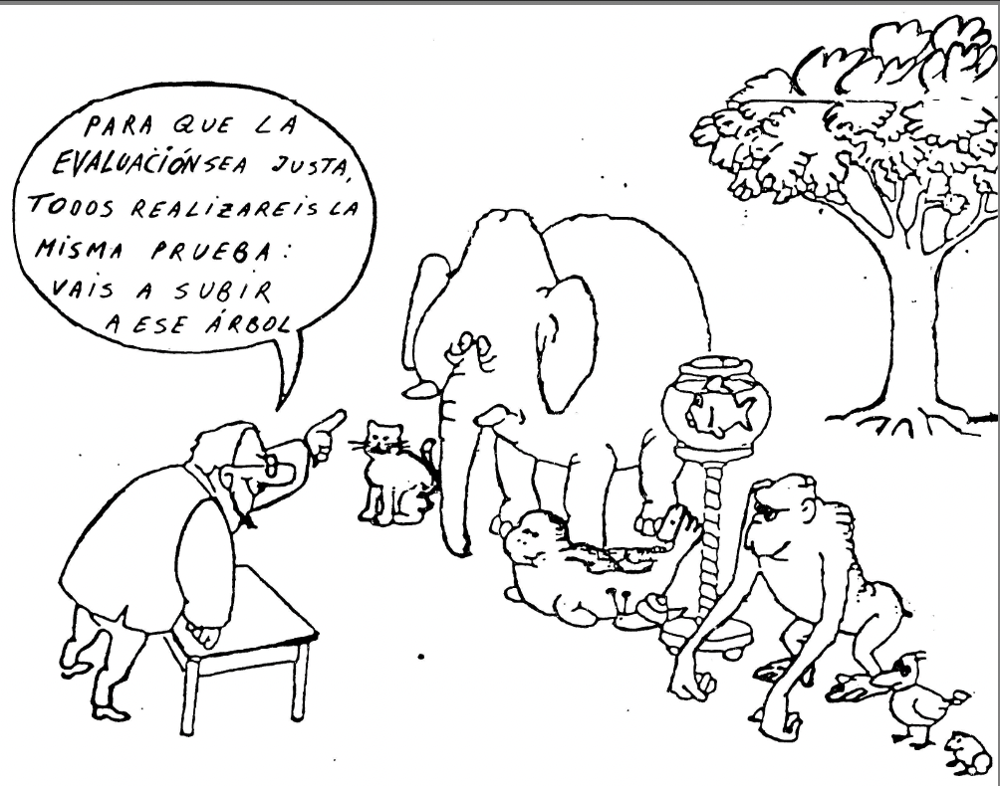 PARA QUE LA
EVALUACIÓN SEA JUSTA,
TODOS REALIZAREIS LA
MISMA PRUEBA:
VAIS A SUBIR
A ESE ÁRBOL